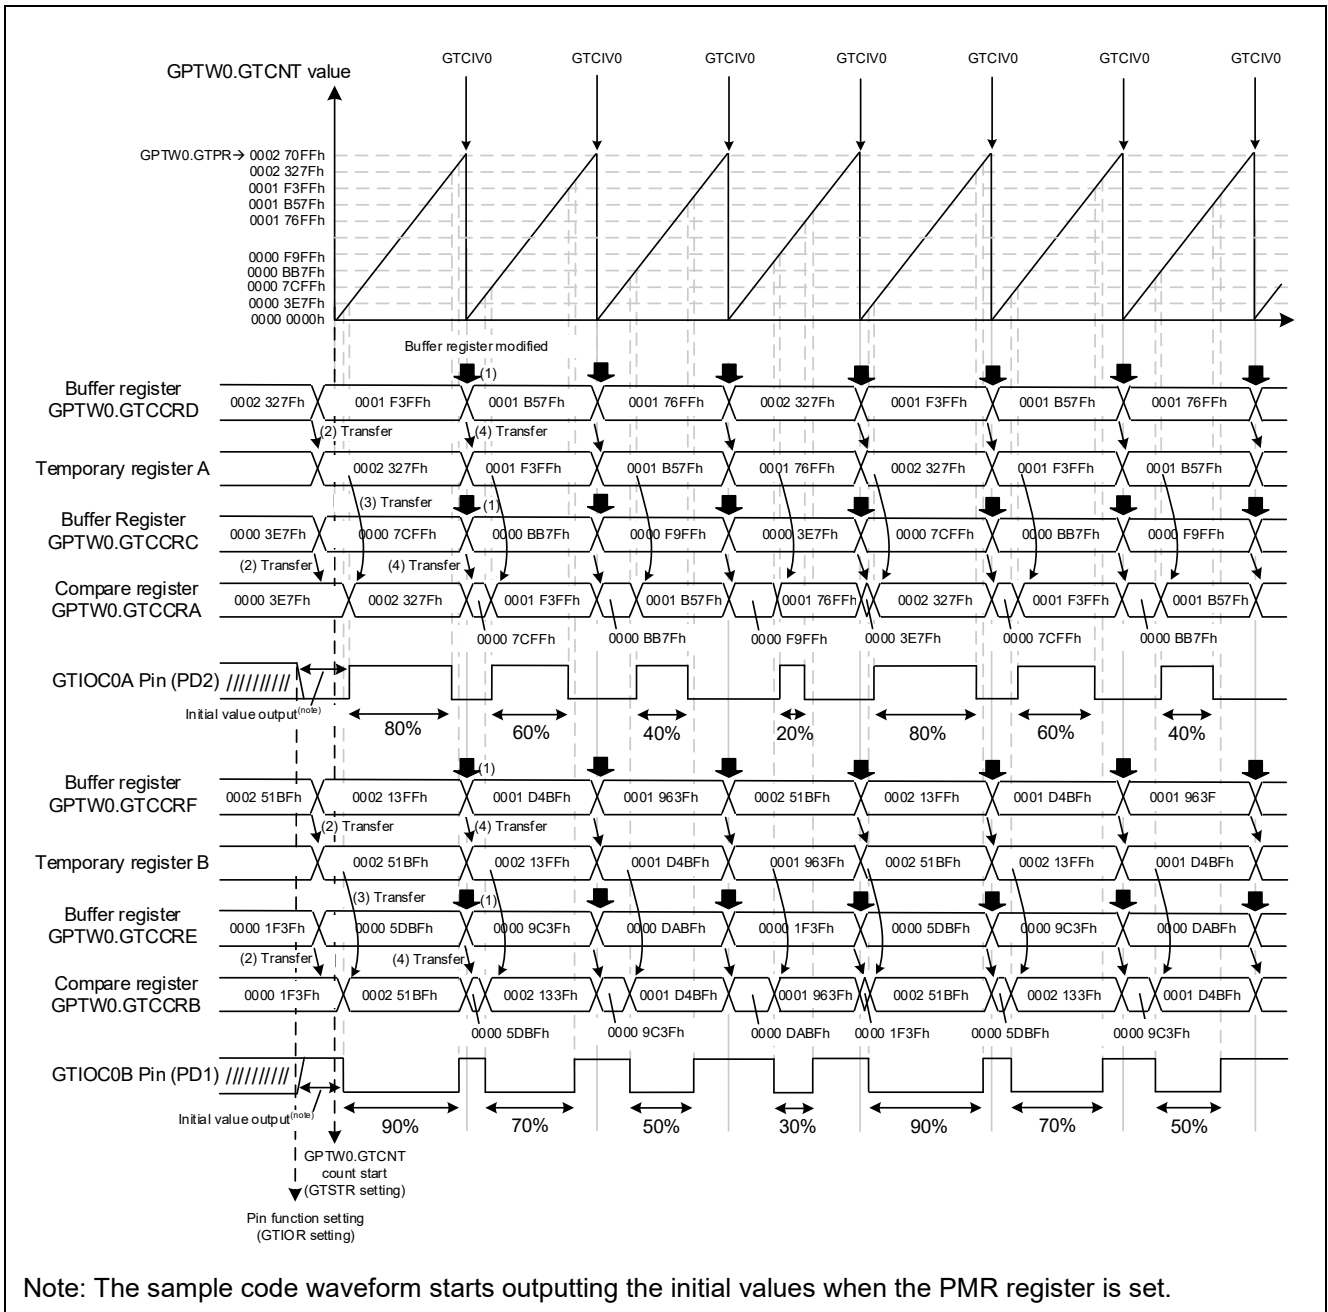 GTCIV0 GTCIV0 GTCIV0 GTCIV0 GTCIV0 GTCIV0 GTCIV0
GPTW0.GTCNT value
GPTW0.GTPR→ 0002 70FFh
0002 327Fh
0001 F3FFh
0001 B57Fh
0001 76FFh
0000 F9FFh
0000 BB7Fh
0000 7CFFh
0000 3E7Fh
0000 0000h
Buffer register modified
(1)
Buffer register
GPTW0.GTCCRD
0002 327Fh 0001 F3FFh 0001 B57Fh 0001 76FFh 0002 327Fh 0001 F3FFh 0001 B57Fh 0001 76FFh
(2) Transfer (4) Transfer
Temporary register A 0002 327Fh 0001 F3FFh 0001 B57Fh 0001 76FFh 0002 327Fh 0001 F3FFh 0001 B57Fh
(3) Transfer (1)
Buffer Register
GPTW0.GTCCRC
0000 3E7Fh 0000 7CFFh 0000 BB7Fh 0000 F9FFh 0000 3E7Fh 0000 7CFFh 0000 BB7Fh 0000 F9FFh
(2) Transfer (4) Transfer
Compare register
GPTW0.GTCCRA
0000 3E7Fh 0002 327Fh 0001 F3FFh 0001 B57Fh 0001 76FFh 0002 327Fh 0001 F3FFh 0001 B57Fh
0000 7CFFh 0000 BB7Fh 0000 F9FFh 0000 3E7Fh 0000 7CFFh 0000 BB7Fh
GTIOC0A Pin (PD2)
Initial value output(note)
80% 60% 40% 20% 80% 60% 40%
(1)
Buffer register
GPTW0.GTCCRF
0002 51BFh 0002 13FFh 0001 D4BFh 0001 963Fh 0002 51BFh 0002 13FFh 0001 D4BFh 0001 963F
(2) Transfer (4) Transfer
Temporary register B 0002 51BFh 0002 13FFh 0001 D4BFh 0001 963Fh 0002 51BFh 0002 13FFh 0001 D4BFh
(3) Transfer (1)
Buffer register
GPTW0.GTCCRE
0000 1F3Fh 0000 5DBFh 0000 9C3Fh 0000 DABFh 0000 1F3Fh 0000 5DBFh 0000 9C3Fh 0000 DABFh
(2) Transfer (4) Transfer
Compare register
GPTW0.GTCCRB
0000 1F3Fh 0002 51BFh 0002 133Fh 0001 D4BFh 0001 963Fh 0002 51BFh 0002 133Fh 0001 D4BFh
0000 5DBFh 0000 9C3Fh 0000 DABFh 0000 1F3Fh 0000 5DBFh 0000 9C3Fh
GTIOC0B Pin (PD1)
Initial value output(note)
90% 70% 50% 30% 90% 70% 50%
GPTW0.GTCNT
count start
(GTSTR setting)
Pin function setting
(GTIOR setting)
Note: The sample code waveform starts outputting the initial values when the PMR register is set.